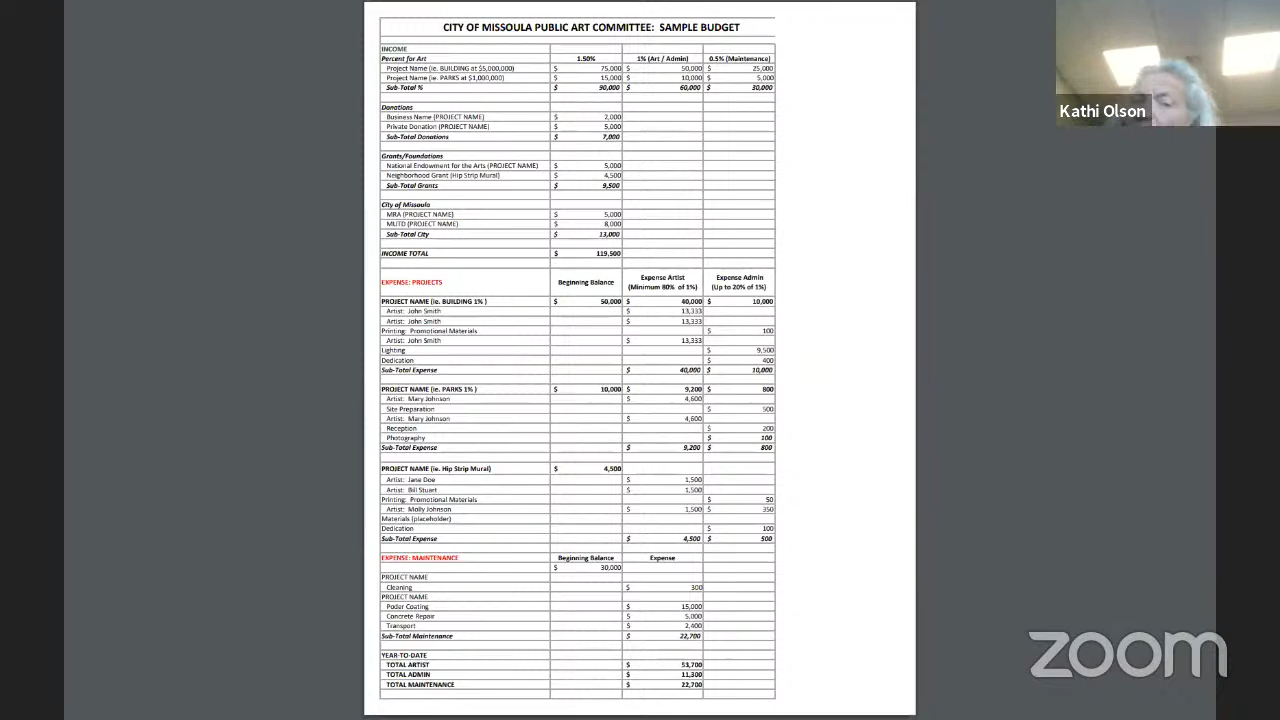 CITY OF MISSOULA PUBLIC ART COMMITTEE: SAMPLE BUDGET
INCOME
Percent for Art 1.50% 1% (Art / Admin) 0.5% (Maintenance)
Project Name (ie. BUILDING at $5,000,000) $ 75,000 $ 50,000 $ 25,000
Project Name (ie. PARKS at $1,000,000) $ 15,000 $ 10,000 $ 5,000
Sub-Total % $ 90,000 $ 60,000 $ 30,000
Donations
Business Name (PROJECT NAME) $ 2,000
Private Donation (PROJECT NAME) $ 5,000
Sub-Total Donations $ 7,000
Grants/Foundations
National Endowment for the Arts (PROJECT NAME) $ 5,000
Neighborhood Grant (Hip Strip Mural) $ 4,500
Sub-Total Grants $ 9,500
City of Missoula
MRA (PROJECT NAME) $ 5,000
MUTD (PROJECT NAME) $ 8,000
Sub-Total City $ 13,000
INCOME TOTAL $ 119,500
EXPENSE: PROJECTS Beginning Balance Expense Artist (Minimum 80% of 1%) Expense Admin (Up to 20% of 1%)
PROJECT NAME (ie. BUILDING 1% ) $ 50,000 $ 40,000 $ 10,000
Artist: John Smith $ 13,333
Artist: John Smith $ 13,333
Printing: Promotional Materials $ 100
Artist: John Smith $ 13,333
Lighting $ 9,500
Dedication $ 400
Sub-Total Expense $ 40,000 $ 10,000
PROJECT NAME (ie. PARKS 1% ) $ 10,000 $ 9,200 $ 800
Artist: Mary Johnson $ 4,600
Site Preparation $ 500
Artist: Mary Johnson $ 4,600
Reception $ 200
Photography $ 100
Sub-Total Expense $ 9,200 $ 800
PROJECT NAME (ie. Hip Strip Mural) $ 4,500
Artist: Jane Doe $ 1,500
Artist: Bill Stuart $ 1,500
Printing: Promotional Materials $ 50
Artist: Molly Johnson $ 1,500 $ 350
Materials (placeholder)
Dedication $ 100
Sub-Total Expense $ 4,500 $ 500
EXPENSE: MAINTENANCE Beginning Balance Expense
$ 30,000
PROJECT NAME
Cleaning $ 300
PROJECT NAME
Poder Coating $ 15,000
Concrete Repair $ 5,000
Transport $ 2,400
Sub-Total Maintenance $ 22,700
YEAR-TO-DATE
TOTAL ARTIST $ 53,700
TOTAL ADMIN $ 11,300
TOTAL MAINTENANCE $ 22,700
Kathi Olson
zoom